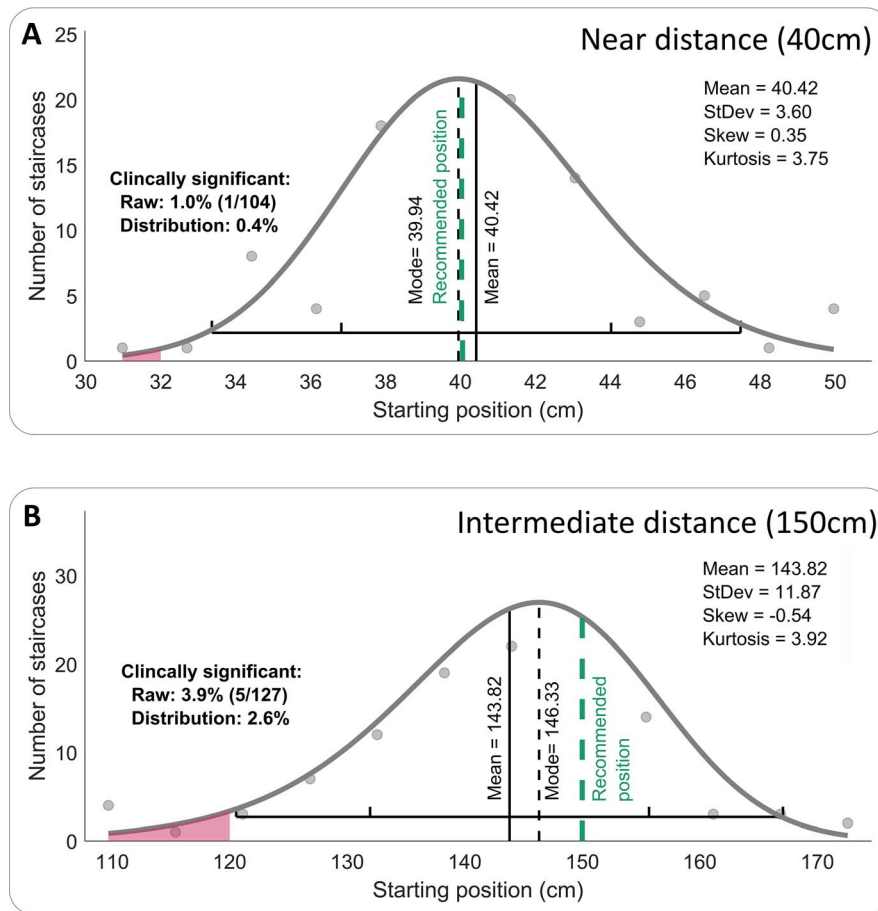 A
Near distance (40cm)
25
20
15
10
5
0
Number of staircases
Mean = 40.42
StDev = 3.60
Skew = 0.35
Kurtosis = 3.75
Clincally significant:
Raw: 1.0% (1/104)
Distribution: 0.4%
Mode= 39.94
Recommended position
Mean = 40.42
30 32 34 36 38 40 42 44 46 48 50
Starting position (cm)
B
Intermediate distance (150cm)
30
20
10
0
Number of staircases
Mean = 143.82
StDev = 11.87
Skew = -0.54
Kurtosis = 3.92
Clincally significant:
Raw: 3.9% (5/127)
Distribution: 2.6%
Mean = 143.82
Mode= 146.33
Recommended
position
110 120 130 140 150 160 170
Starting position (cm)